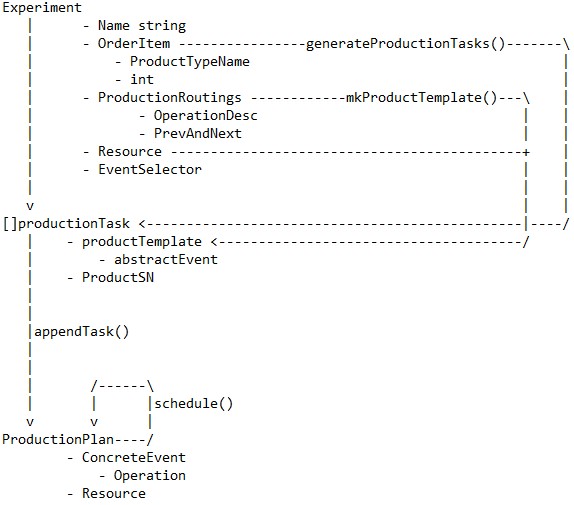 Experiment
|      - Name string
|      - OrderItem ----------------generateProductionTasks()-------\
|          - ProductTypeName                                       |
|          - int                                                   |
|      - ProductionRoutings ------------mkProductTemplate()---\    |
|             - OperationDesc                                 |    |
|             - PrevAndNext                                   |    |
|      - Resource --------------------------------------------+    |
|      - EventSelector                                        |    |
|                                                             |    |
v                                                             |    |
[]productionTask <-----------------------------------------------|----/
|    - productTemplate <--------------------------------------/
|        - abstractEvent
|    - ProductSN
|
|
|appendTask()
|
|
|       /------\
|       |      |schedule()
v       v      |
ProductionPlan----/
- ConcreteEvent
- Operation
- Resource